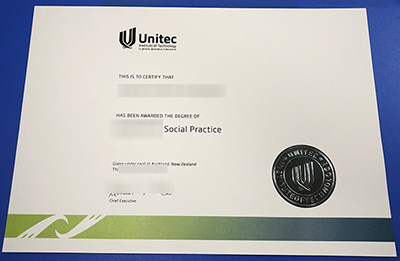 Unitec
Institute of Technology
THIS IS TO CERTIFY THAT
HAS BEEN AWARDED THE DEGREE OF
Social Practice
Given under seal at Auckland, New Zealand
Chief Executive
UNITEC